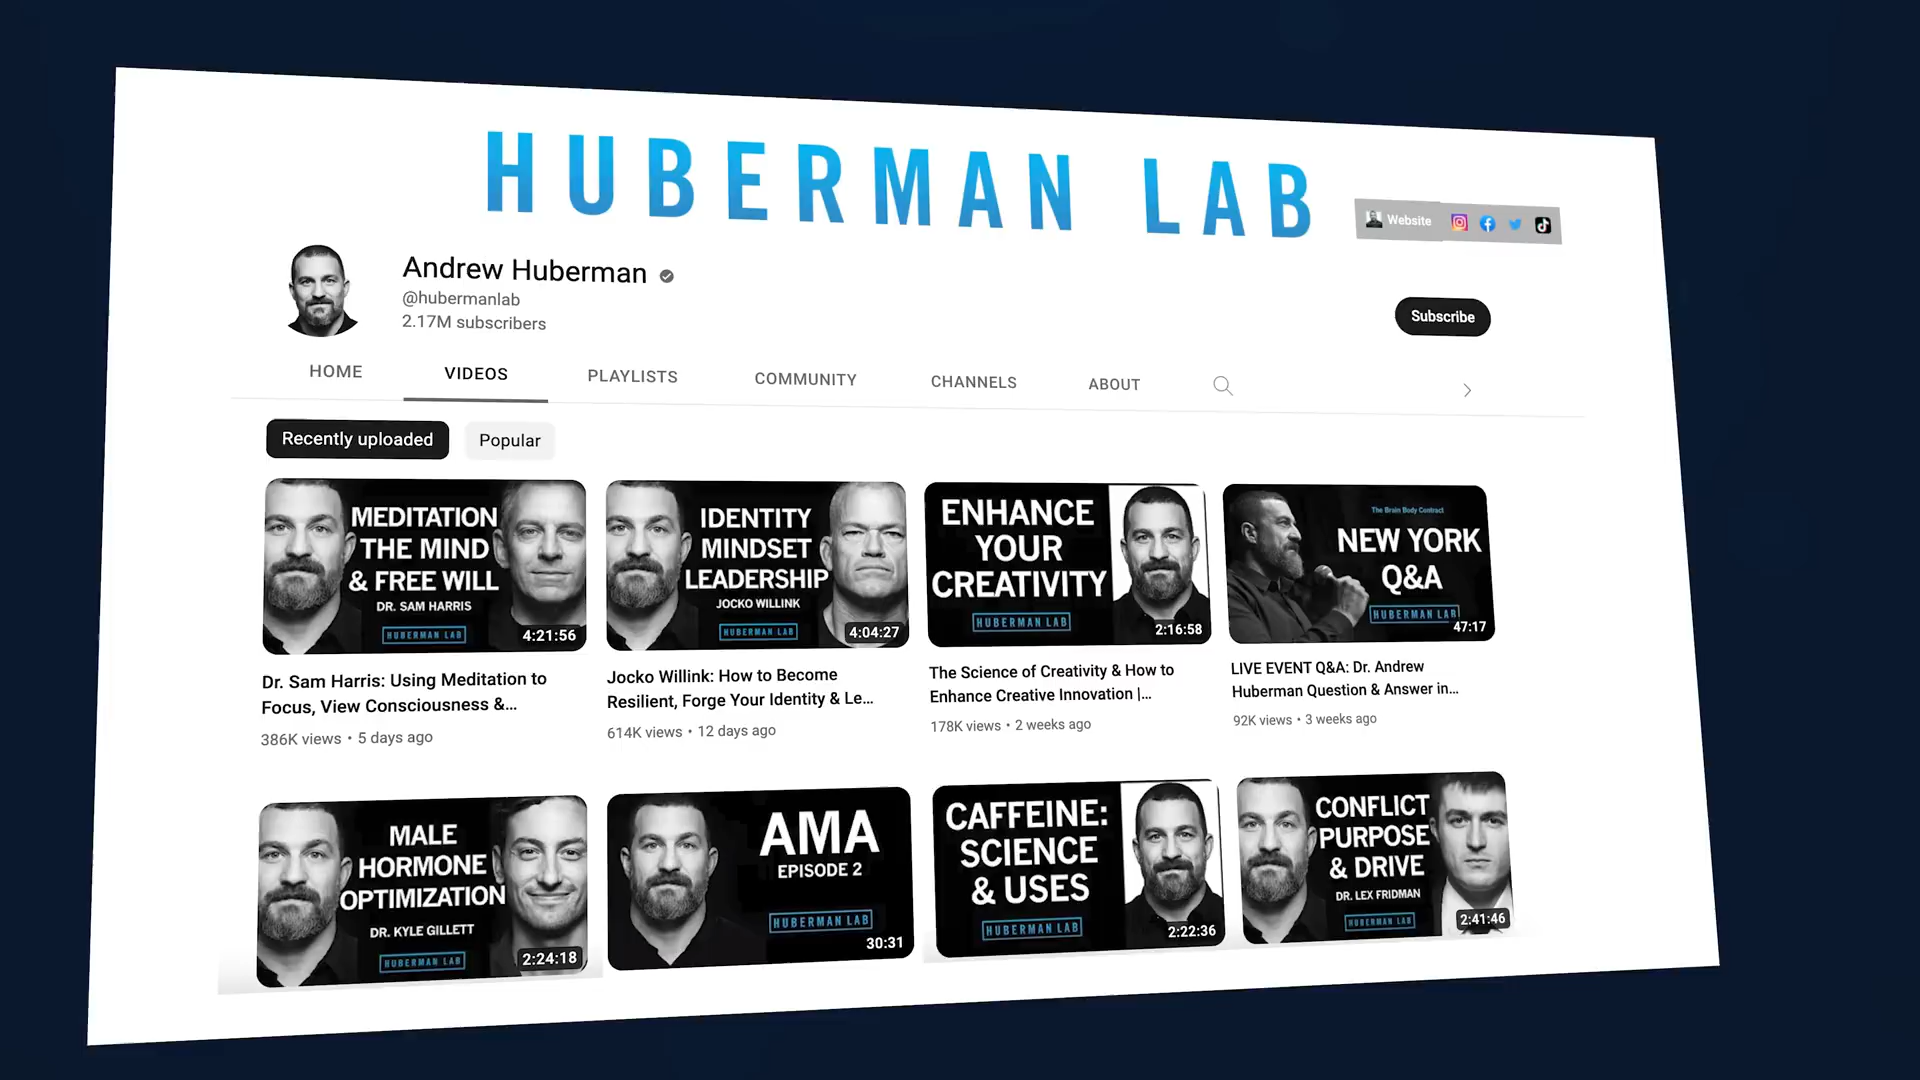 HUBERMAN LAB
Website
Andrew Huberman
@hubermanlab
2.17M subscribers
Subscribe
HOME
VIDEOS
PLAYLISTS
COMMUNITY
CHANNELS
ABOUT
Recently uploaded
Popular
MEDITATION
THE MIND
& FREE WILL
DR. SAM HARRIS
HUBERMAN LAB
4:21:56
Dr. Sam Harris: Using Meditation to
Focus, View Consciousness &...
386K views • 5 days ago
IDENTITY
MINDSET
LEADERSHIP
JOCKO WILLINK
HUBERMAN LAB
4:04:27
Jocko Willink: How to Become
Resilient, Forge Your Identity & Le...
614K views • 12 days ago
ENHANCE
YOUR
CREATIVITY
HUBERMAN LAB
2:16:58
The Science of Creativity & How to
Enhance Creative Innovation |...
178K views • 2 weeks ago
The Brain Body Contract
NEW YORK
Q&A
HUBERMAN LAB
47:17
LIVE EVENT Q&A: Dr. Andrew
Huberman Question & Answer in...
92K views • 3 weeks ago
MALE
HORMONE
OPTIMIZATION
DR. KYLE GILLETT
HUBERMAN LAB
2:24:18
AMA
EPISODE 2
HUBERMAN LAB
30:31
CAFFEINE:
SCIENCE
& USES
HUBERMAN LAB
2:22:36
CONFLICT
PURPOSE
& DRIVE
DR. LEX FRIDMAN
HUBERMAN LAB
2:41:46